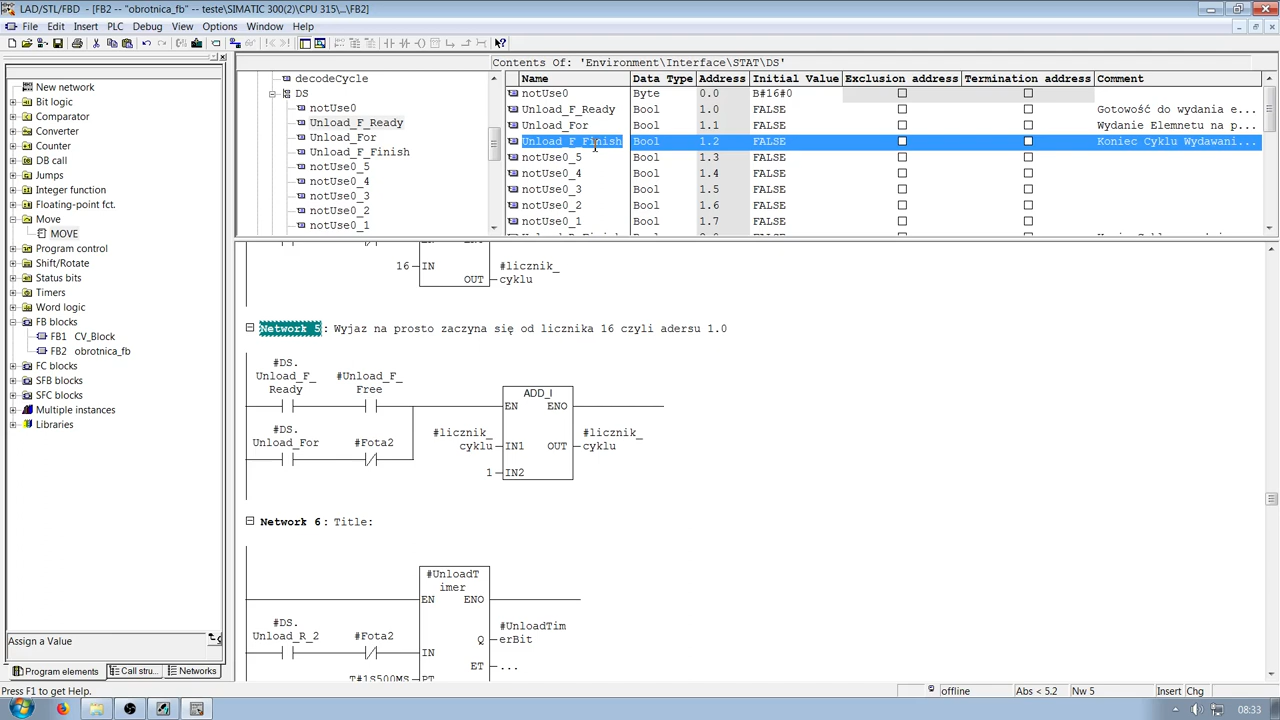 LAD/STL/FBD - [FB2 -- "obrotnica_fb" -- teste\SIMATIC 300(2)\CPU 315\...\FB2]
File Edit Insert PLC Debug View Options Window Help
Contents Of: 'Environment\Interface\STAT\DS'
decodeCycle
DS
notUse0
Unload_F_Ready
Unload_For
Unload_F_Finish
notUse0_5
notUse0_4
notUse0_3
notUse0_2
notUse0_1
Name Data Type Address Initial Value Exclusion address Termination address Comment
notUse0 Byte 0.0 B#16#0
Unload_F_Ready Bool 1.0 FALSE Gotowość do wydania e...
Unload_For Bool 1.1 FALSE Wydanie Elemnetu na p...
Unload_F_Finish Bool 1.2 FALSE Koniec Cyklu Wydawani...
notUse0_5 Bool 1.3 FALSE
notUse0_4 Bool 1.4 FALSE
notUse0_3 Bool 1.5 FALSE
notUse0_2 Bool 1.6 FALSE
notUse0_1 Bool 1.7 FALSE
New network
Bit logic
Comparator
Converter
Counter
DB call
Jumps
Integer function
Floating-point fct.
Move
MOVE
Program control
Shift/Rotate
Status bits
Timers
Word logic
FB blocks
FB1 CV_Block
FB2 obrotnica_fb
FC blocks
SFB blocks
SFC blocks
Multiple instances
Libraries
Assign a Value
Program elements Call stru... Networks
16 IN #licznik_
OUT cyklu
Network 5 : Wyjaz na prosto zaczyna się od licznika 16 czyli adersu 1.0
#DS.
Unload_F_ #Unload_F_
Ready Free
ADD_I
EN ENO
#DS.
Unload_For #Fota2
#licznik_ #licznik_
cyklu IN1 OUT cyklu
1 IN2
Network 6 : Title:
#UnloadT
imer
EN ENO
#DS.
Unload_R_2 #Fota2
#UnloadTim
Q erBit
IN
ET ...
T#1S500MS PT
Press F1 to get Help. offline Abs < 5.2 Nw 5 Insert Chg
08:33